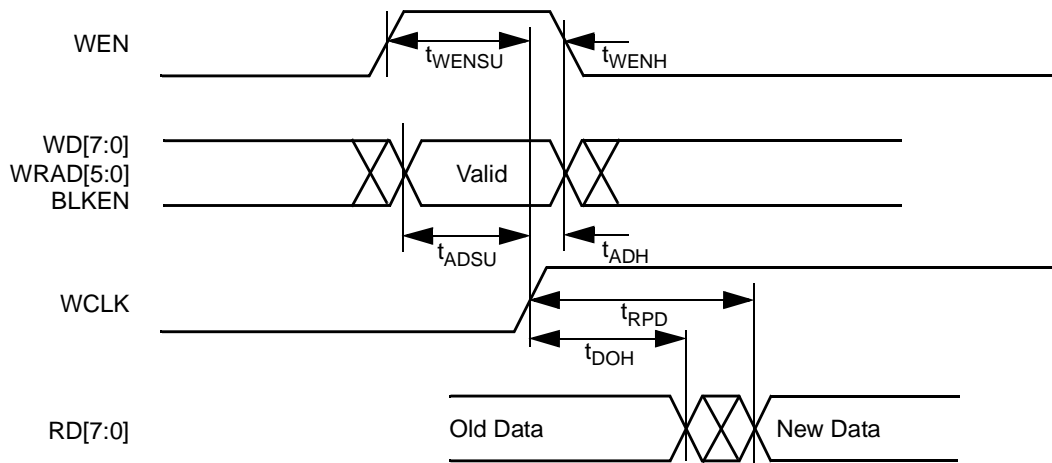 WEN
tWENSU
tWENH
WD[7:0]
WRAD[5:0]
BLKEN
Valid
tADSU
tADH
WCLK
tRPD
tDOH
RD[7:0]
Old Data
New Data